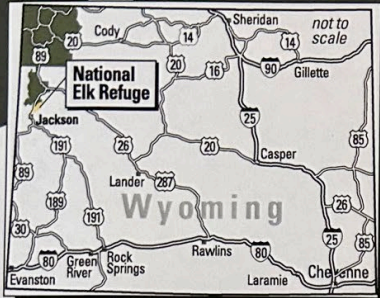 Sheridan
not to
scale
Cody
14
14
20
89
20
16
90
Gillette
National
Elk Refuge
Jackson
25
191
26
20
Casper
85
89
Lander
287
189
191
Wyoming
26
30
25
85
80
Green
River
Rock
Springs
Rawlins
80
Evanston
Laramie
Cheyenne
80